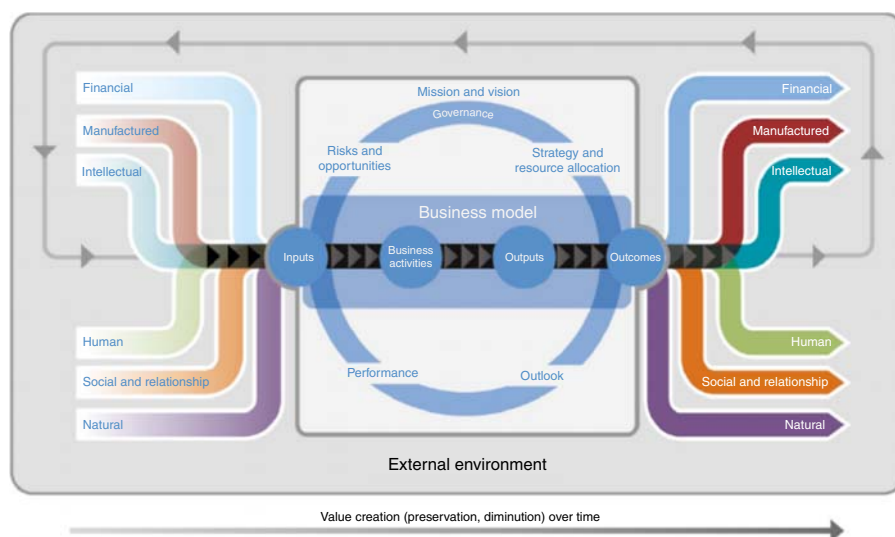 Financial
Manufactured
Intellectual
Human
Social and relationship
Natural
Mission and vision
Governance
Risks and
opportunities
Strategy and
resource allocation
Business model
Inputs
Business
activities
Outputs
Outcomes
Performance
Outlook
Financial
Manufactured
Intellectual
Human
Social and relationship
Natural
External environment
Value creation (preservation, diminution) over time